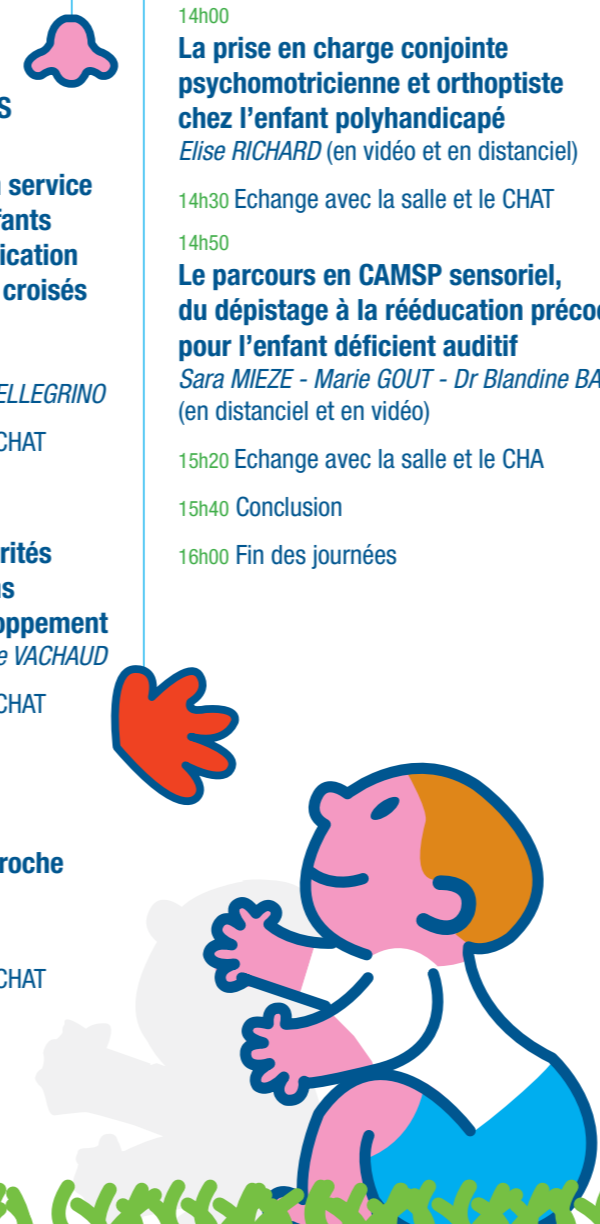 S
service
fants
ication
croisés
ELLEGRINO
CHAT
rités
ns
oppement
e VACHAUD
CHAT
roche
CHAT
14h00
La prise en charge conjointe
psychomotricienne et orthoptiste
chez l’enfant polyhandicapé
Elise RICHARD (en vidéo et en distanciel)
14h30 Echange avec la salle et le CHAT
14h50
Le parcours en CAMSP sensoriel,
du dépistage à la rééducation préco
pour l’enfant déficient auditif
Sara MIEZE - Marie GOUT - Dr Blandine BA
(en distanciel et en vidéo)
15h20 Echange avec la salle et le CHA
15h40 Conclusion
16h00 Fin des journées